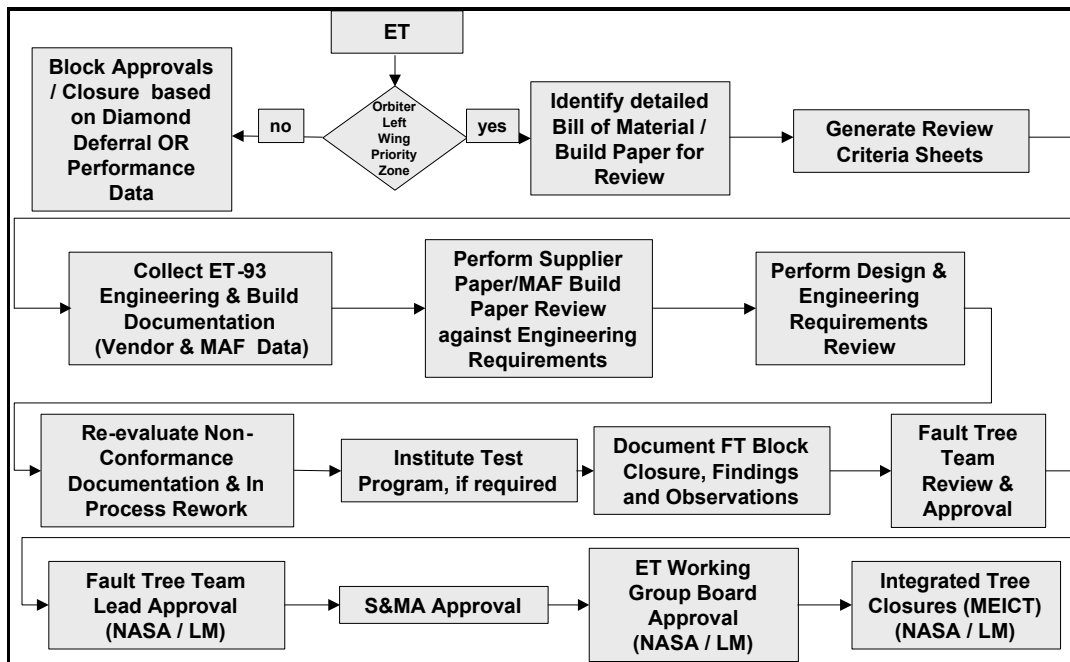 ET
Block Approvals
/ Closure based
on Diamond
Deferral OR
Performance
Data
no
Orbiter
Left
Wing
Priority
Zone
yes
Identify detailed
Bill of Material /
Build Paper for
Review
Generate Review
Criteria Sheets
Collect ET-93
Engineering & Build
Documentation
(Vendor & MAF Data)
Perform Supplier
Paper/MAF Build
Paper Review
against Engineering
Requirements
Perform Design &
Engineering
Requirements
Review
Re-evaluate Non-
Conformance
Documentation & In
Process Rework
Institute Test
Program, if required
Document FT Block
Closure, Findings
and Observations
Fault Tree
Team
Review &
Approval
Fault Tree Team
Lead Approval
(NASA / LM)
S&MA Approval
ET Working
Group Board
Approval
(NASA / LM)
Integrated Tree
Closures (MEICT)
(NASA / LM)